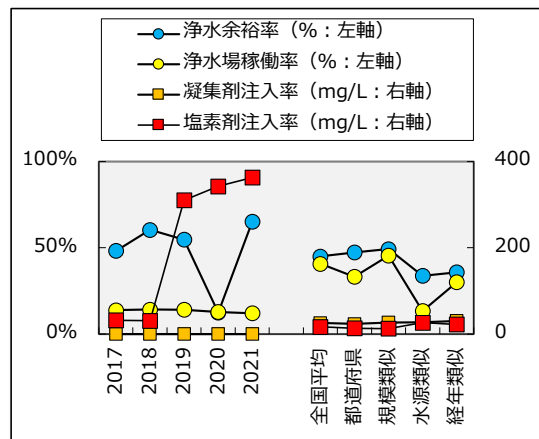 浄水余裕率（%：左軸）
浄水場稼働率（%：左軸）
凝集剤注入率（mg/L：右軸）
塩素剤注入率（mg/L：右軸）
100%
50%
0%
400
200
0
2017
2018
2019
2020
2021
全国平均
都道府県
規模類似
水源類似
経年類似